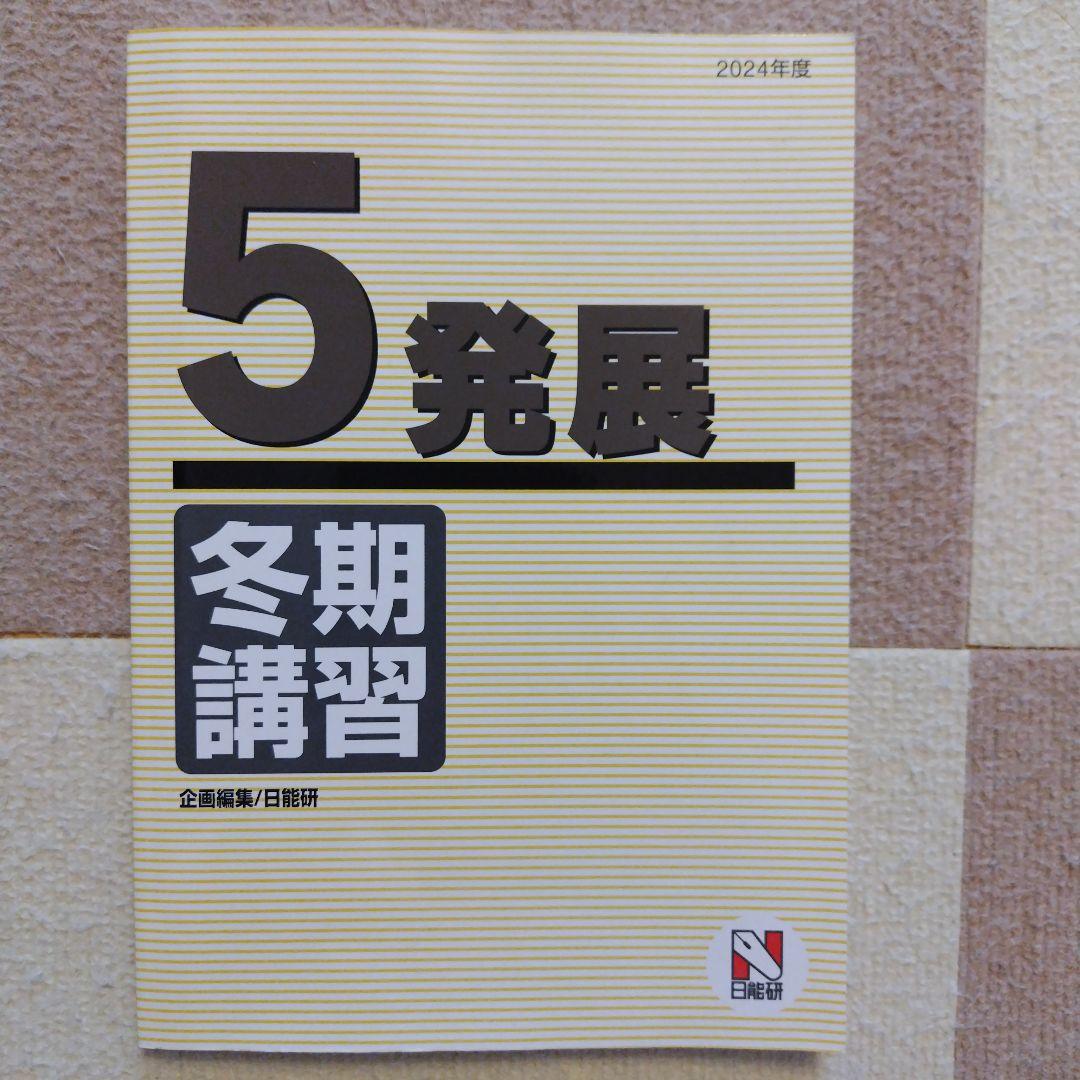 2024年度
5発展
冬期
講習
企画編集/日能研
N
日能研